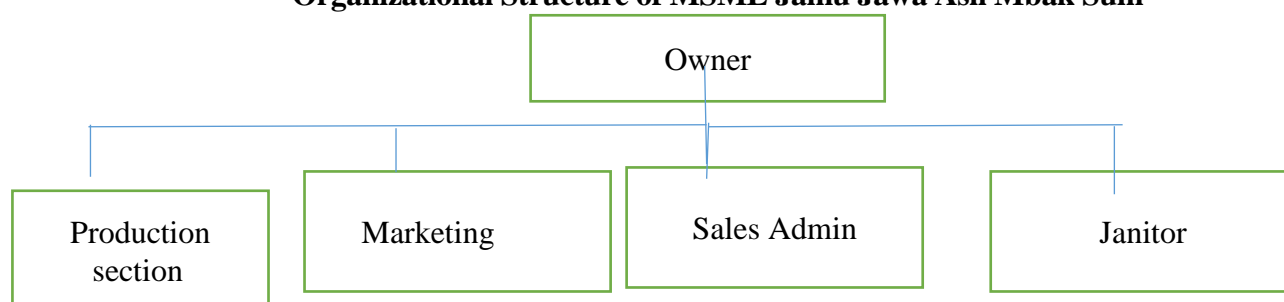 Organizational Structure of MSME Jamu Jawa Asli Mbak
Owner
Production
section
Marketing
Sales Admin
Janitor